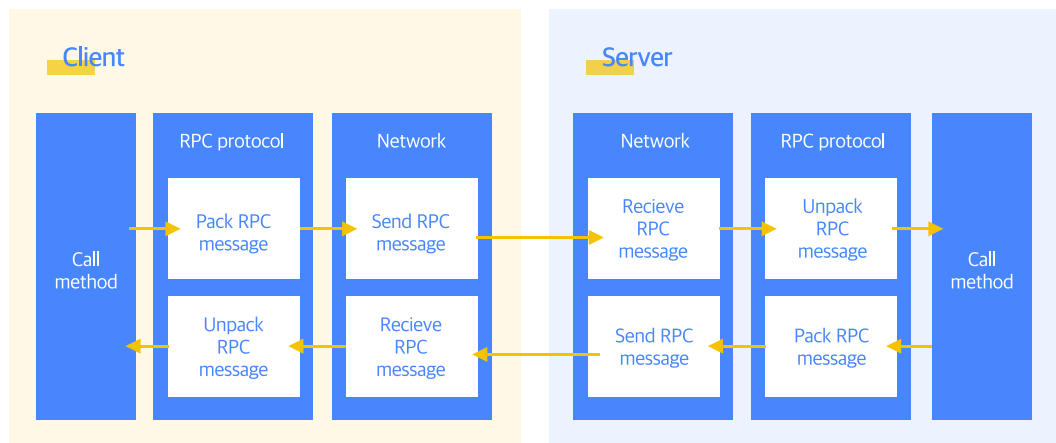 Client
Call
method
RPC protocol
Pack RPC
message
Unpack
RPC
message
Network
Send RPC
message
Recieve
RPC
message
Server
Network
Recieve
RPC
message
Send RPC
message
RPC protocol
Unpack
RPC
message
Pack RPC
message
Call
method